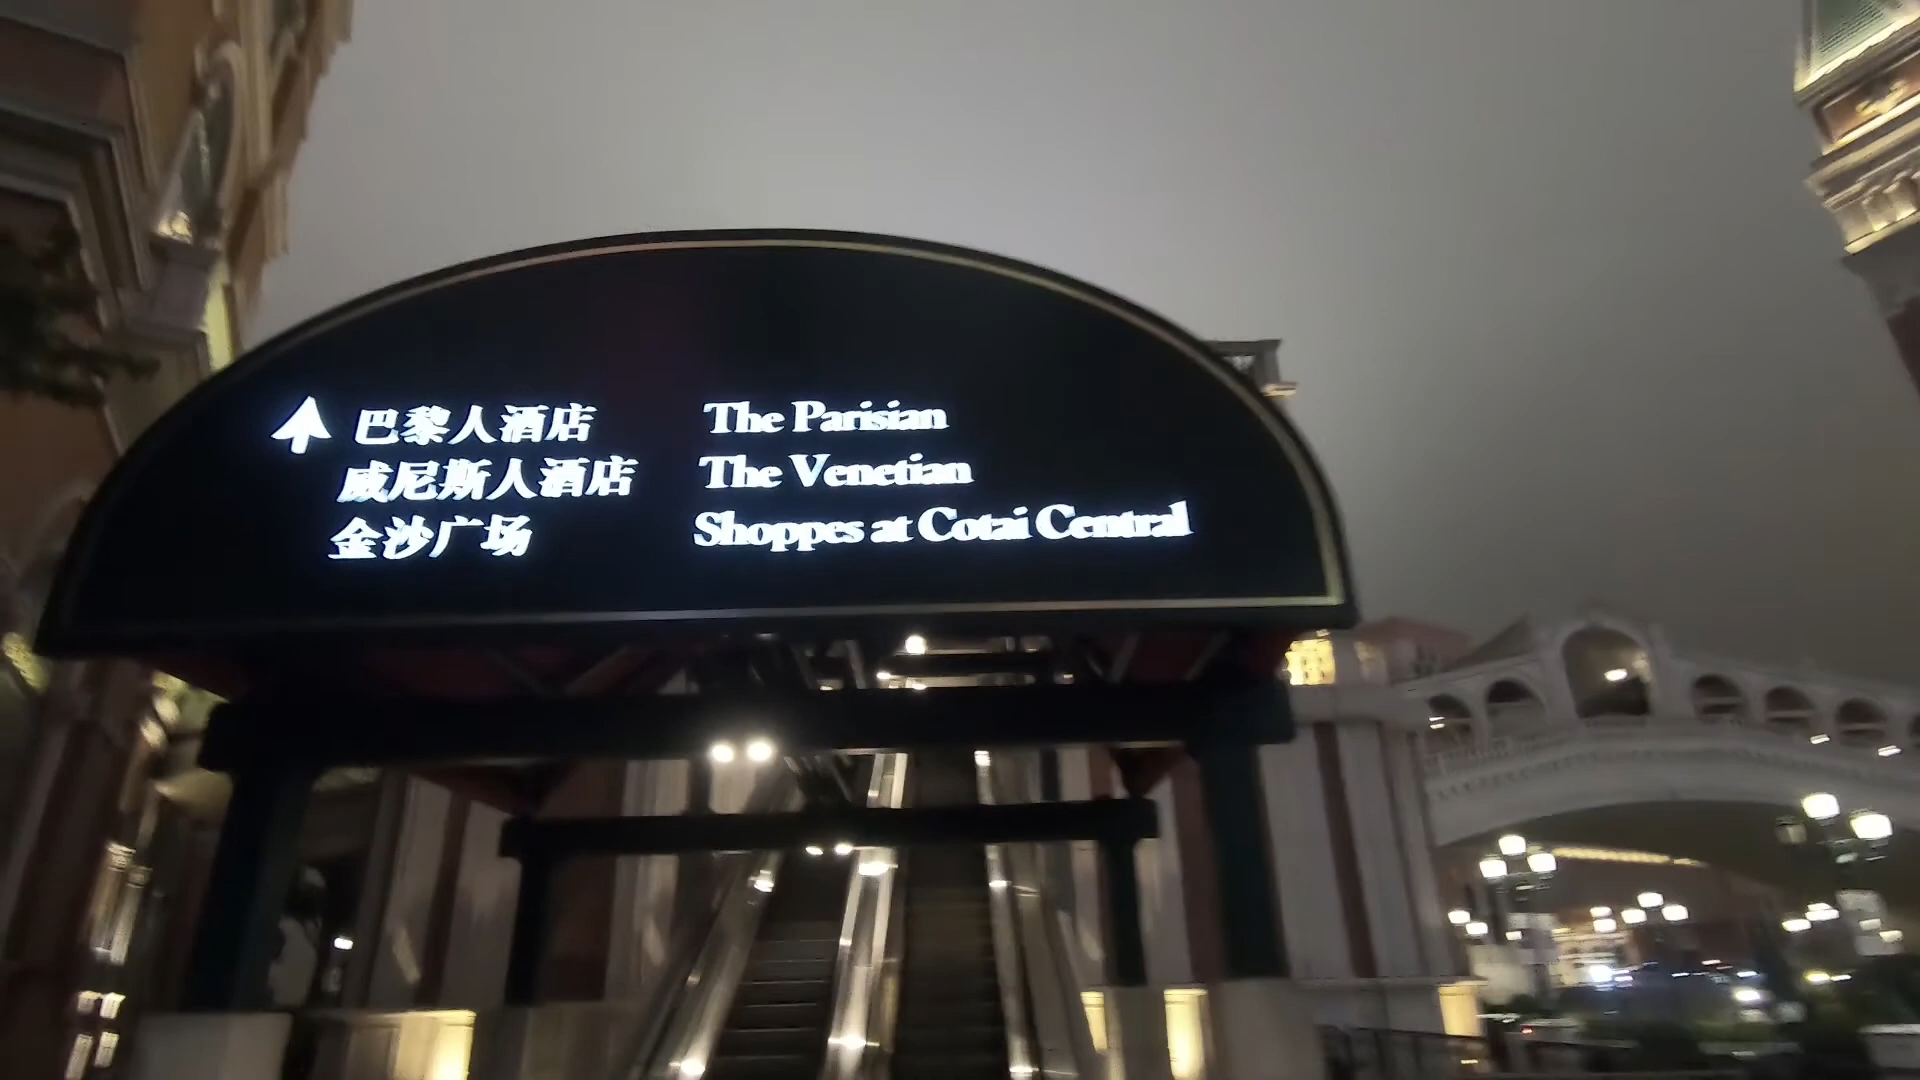 巴黎人酒店 The Parisian
威尼斯人酒店 The Venetian
金沙广场 Shoppes at Cotai Central